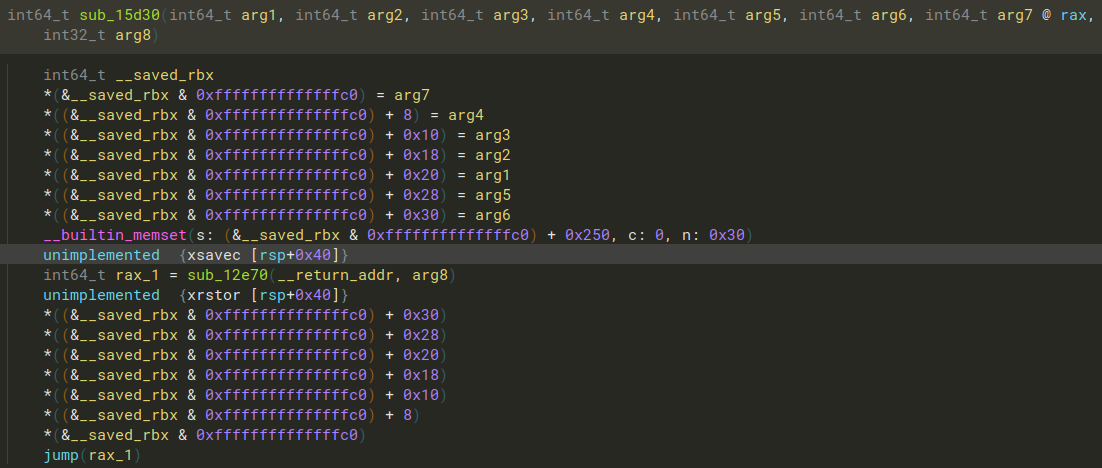 int64_t sub_15d30(int64_t arg1, int64_t arg2, int64_t arg3, int64_t arg4, int64_t arg5, int64_t arg6, int64_t arg7 @ rax,
int32_t arg8)
int64_t __saved_rbx
*(&__saved_rbx & 0xffffffffffffffc0) = arg7
*((&__saved_rbx & 0xffffffffffffffc0) + 8) = arg4
*((&__saved_rbx & 0xffffffffffffffc0) + 0x10) = arg3
*((&__saved_rbx & 0xffffffffffffffc0) + 0x18) = arg2
*((&__saved_rbx & 0xffffffffffffffc0) + 0x20) = arg1
*((&__saved_rbx & 0xffffffffffffffc0) + 0x28) = arg5
*((&__saved_rbx & 0xffffffffffffffc0) + 0x30) = arg6
__builtin_memset(s: (&__saved_rbx & 0xffffffffffffffc0) + 0x250, c: 0, n: 0x30)
unimplemented  {xsavec [rsp+0x40]}
int64_t rax_1 = sub_12e70(__return_addr, arg8)
unimplemented  {xrstor [rsp+0x40]}
*((&__saved_rbx & 0xffffffffffffffc0) + 0x30)
*((&__saved_rbx & 0xffffffffffffffc0) + 0x28)
*((&__saved_rbx & 0xffffffffffffffc0) + 0x20)
*((&__saved_rbx & 0xffffffffffffffc0) + 0x18)
*((&__saved_rbx & 0xffffffffffffffc0) + 0x10)
*((&__saved_rbx & 0xffffffffffffffc0) + 8)
*(&__saved_rbx & 0xffffffffffffffc0)
jump(rax_1)